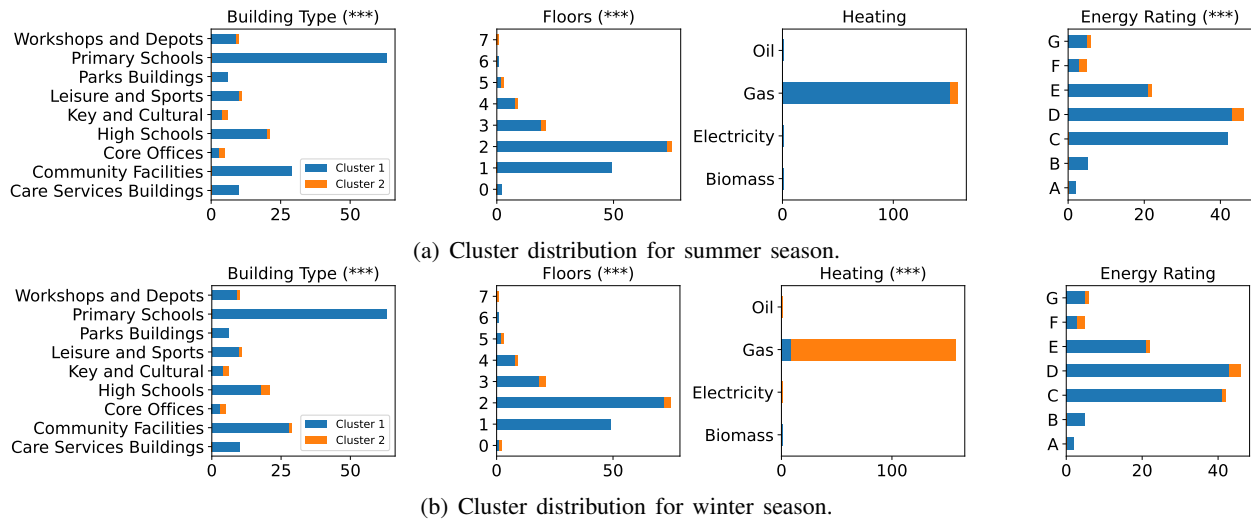 Building Type (***)
Workshops and Depots
Primary Schools
Parks Buildings
Leisure and Sports
Key and Cultural
High Schools
Core Offices
Community Facilities
Care Services Buildings
Cluster 1
Cluster 2
0 25 50
Floors (***)
7
6
5
4
3
2
1
0
0 50
Heating
Oil
Gas
Electricity
Biomass
0 100
Energy Rating (***)
G
F
E
D
C
B
A
0 20 40
(a) Cluster distribution for summer season.
Building Type (***)
Workshops and Depots
Primary Schools
Parks Buildings
Leisure and Sports
Key and Cultural
High Schools
Core Offices
Community Facilities
Care Services Buildings
Cluster 1
Cluster 2
0 25 50
Floors (***)
7
6
5
4
3
2
1
0
0 50
Heating (***)
Oil
Gas
Electricity
Biomass
0 100
Energy Rating
G
F
E
D
C
B
A
0 20 40
(b) Cluster distribution for winter season.